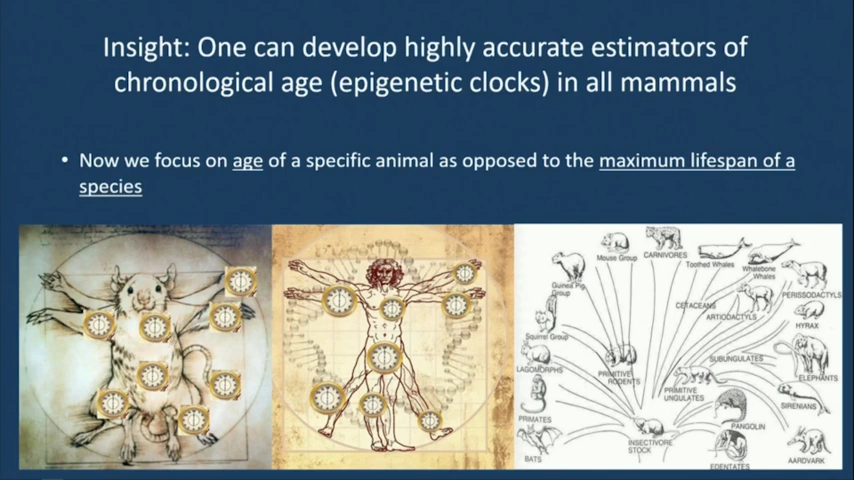 Insight: One can develop highly accurate estimators of
chronological age (epigenetic clocks) in all mammals
• Now we focus on age of a specific animal as opposed to the maximum lifespan of a
species
Mouse Group
CARNIVORES
Toothed Whales
Whalebone
Whales
Guinea Pig
Group
PERISSODACTYLS
CETACEANS
ARTIODACTYLS
HYRAX
Squirrel Group
LAGOMORPHS
PRIMITIVE
RODENTS
SUBUNGULATES
ELEPHANTS
PRIMITIVE
UNGULATES
SIRENIANS
PRIMATES
PANGOLIN
INSECTIVORE
STOCK
BATS
EDENTATES
AARDVARK